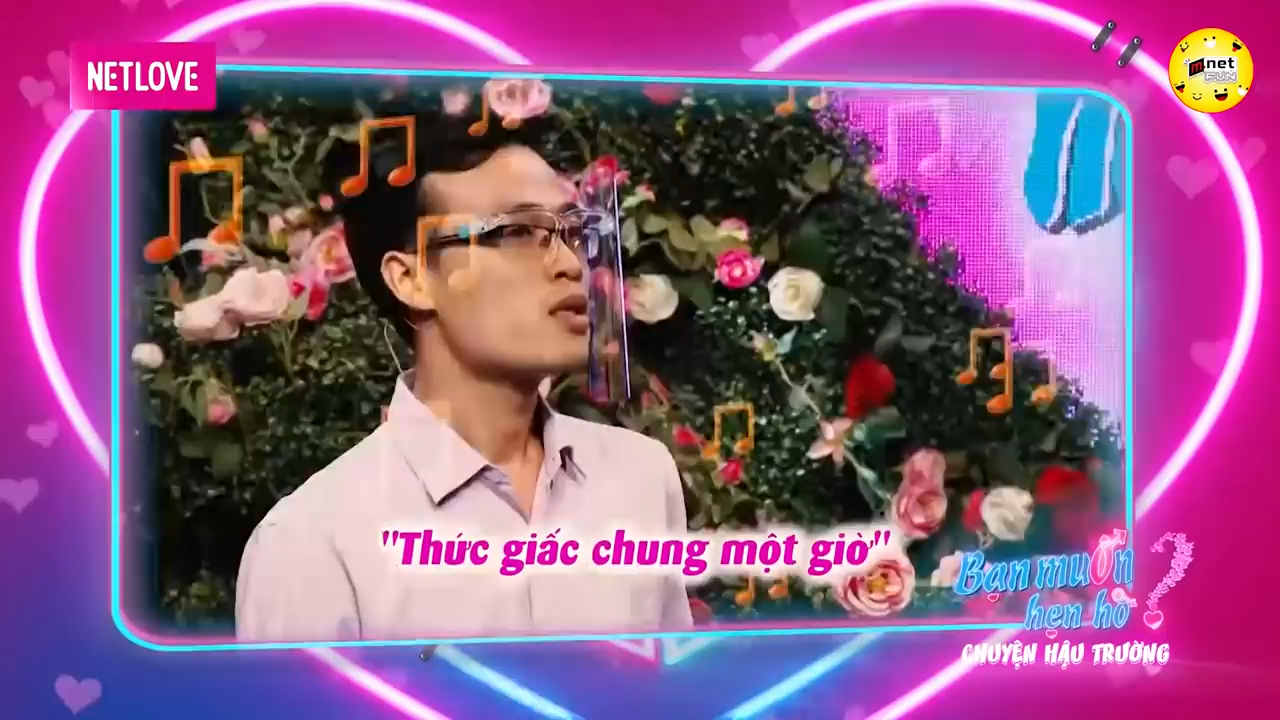 NETLOVE
m.net
FUN
"Thức giấc chung một giờ"
Bạn muốn
hẹn hò ?
CHUYỆN HẬU TRƯỜNG